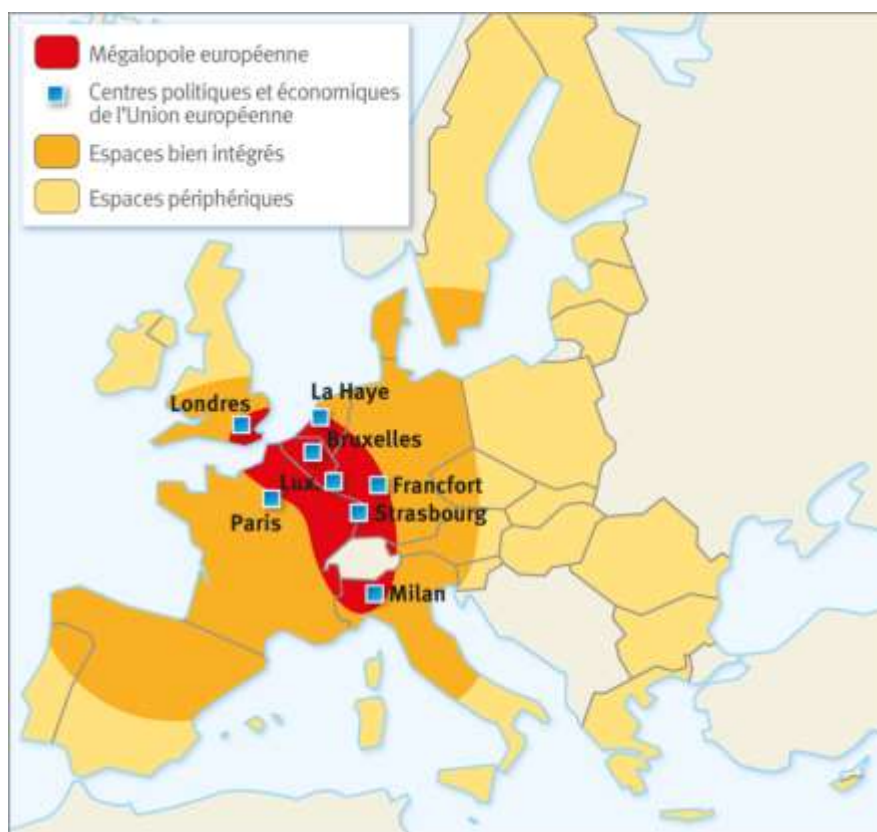 Mégalopole européenne
Centres politiques et économiques
de l'Union européenne
Espaces bien intégrés
Espaces périphériques
La Haye
Londres
Bruxelles
Lux.
Francfort
Strasbourg
Paris
Milan